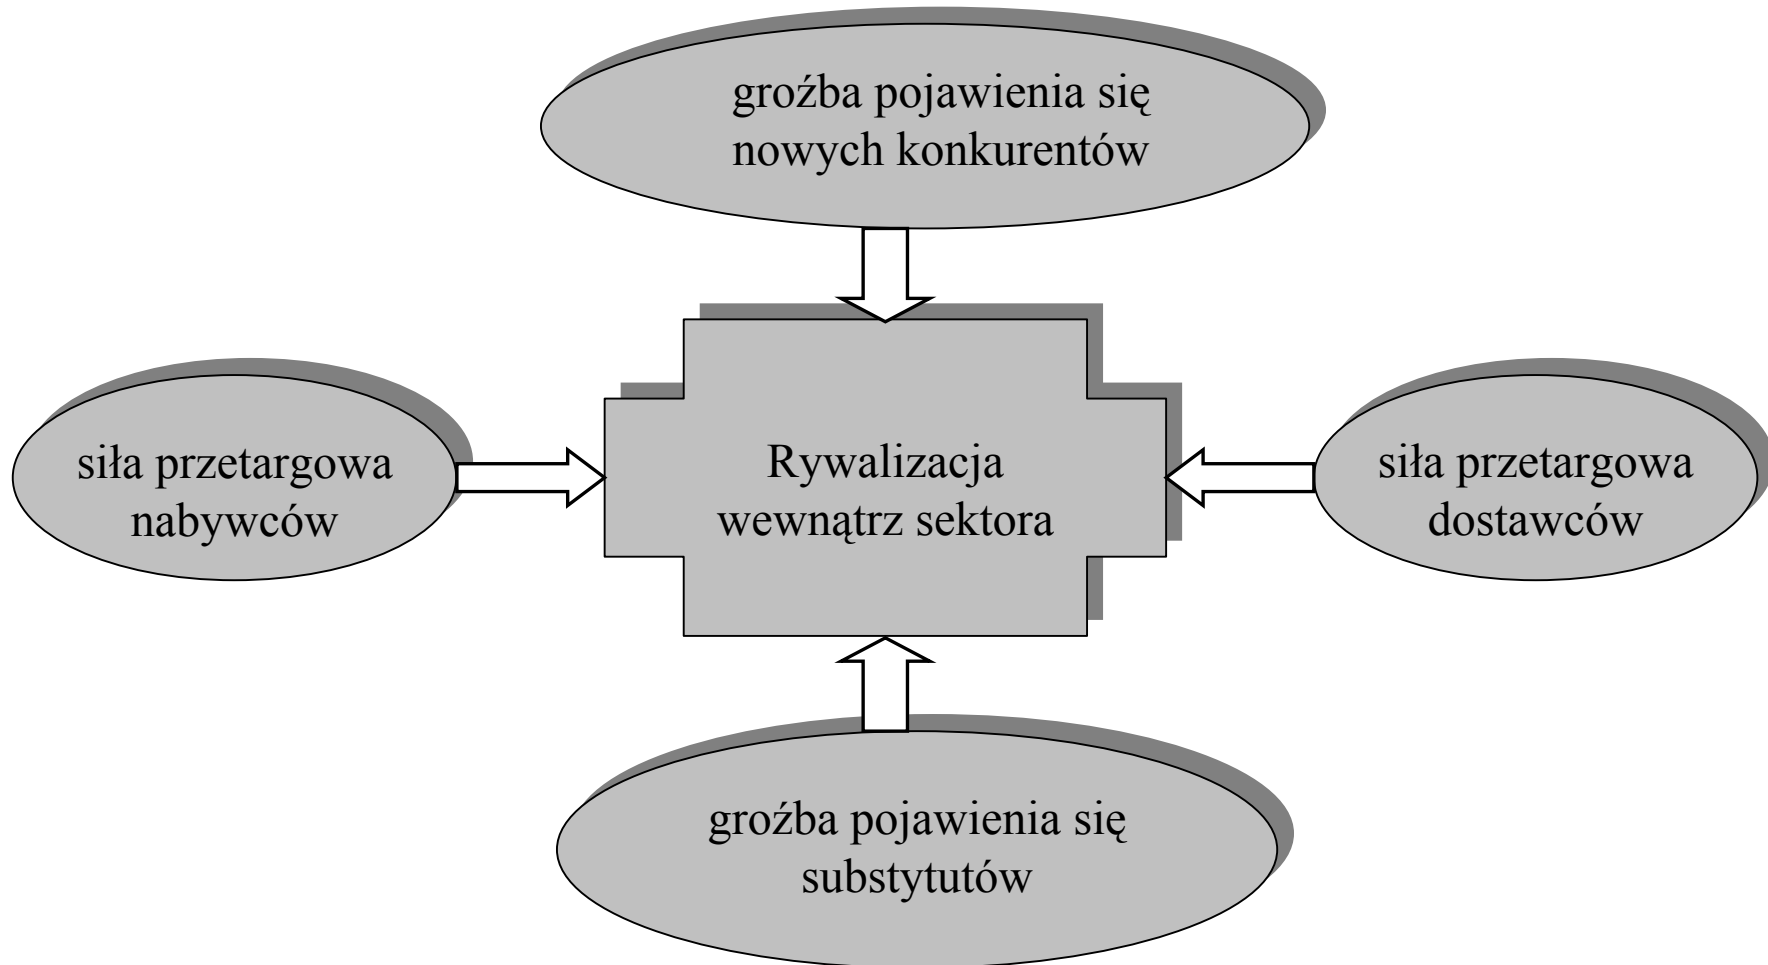 groźba pojawienia się
nowych konkurentów
siła przetargowa
nabywców
Rywalizacja
wewnątrz sektora
siła przetargowa
dostawców
groźba pojawienia się
substytutów